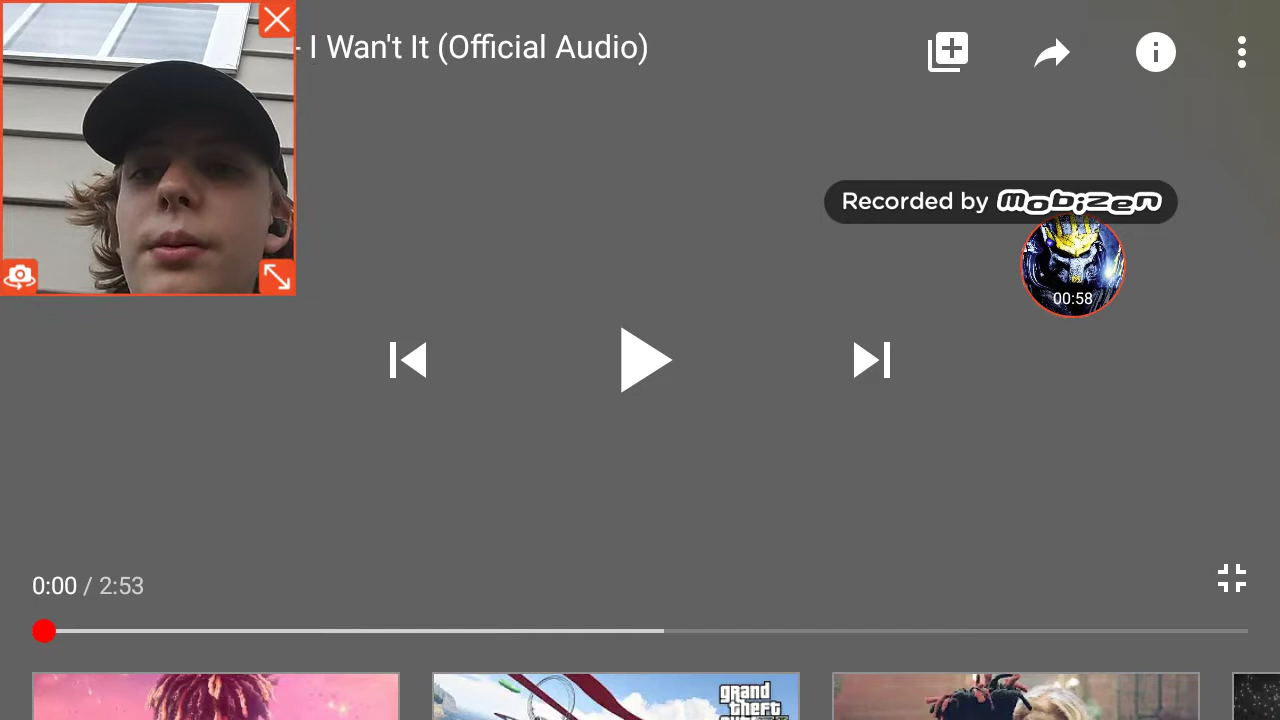 - I Wan't It (Official Audio)
Recorded by Mobizen
00:58
0:00 / 2:53
grand
theft